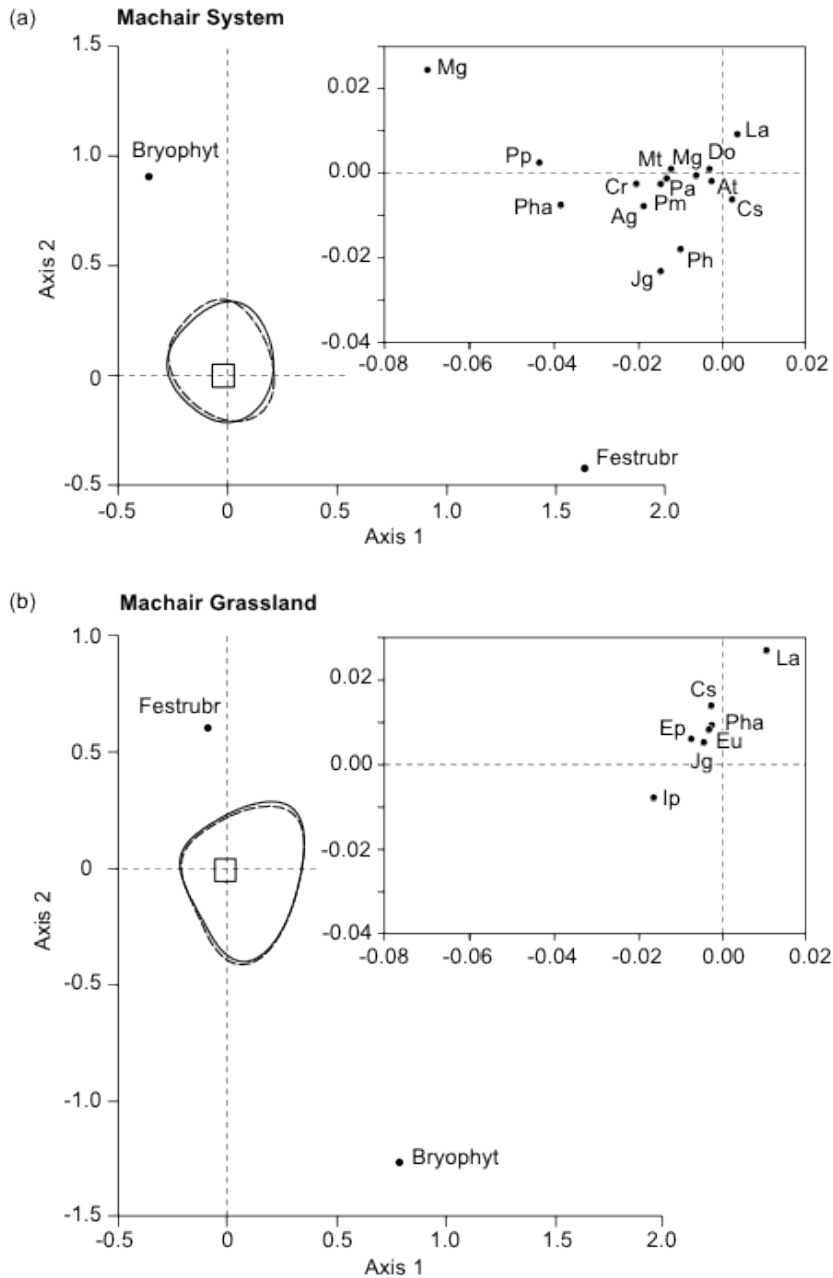 (a) Machair System
1.5
1.0
0.5
0
-0.5
Axis 2
-0.5 0 0.5 1.0 1.5 2.0
Axis 1
Bryophyt
Festrubr
0.02
0.00
-0.02
-0.04
-0.08 -0.06 -0.04 -0.02 0.00 0.02
Mg
La
Pp Mt Mg Do
Cr Pa At
Pha Ag Pm Cs
Ph
Jg
(b) Machair Grassland
1.0
0.5
0
-0.5
-1.0
-1.5
Axis 2
-0.5 0 0.5 1.0 1.5 2.0
Axis 1
Festrubr
Bryophyt
0.02
0.00
-0.02
-0.04
-0.08 -0.06 -0.04 -0.02 0.00 0.02
La
Cs
Ep Pha
Jg Eu
Ip